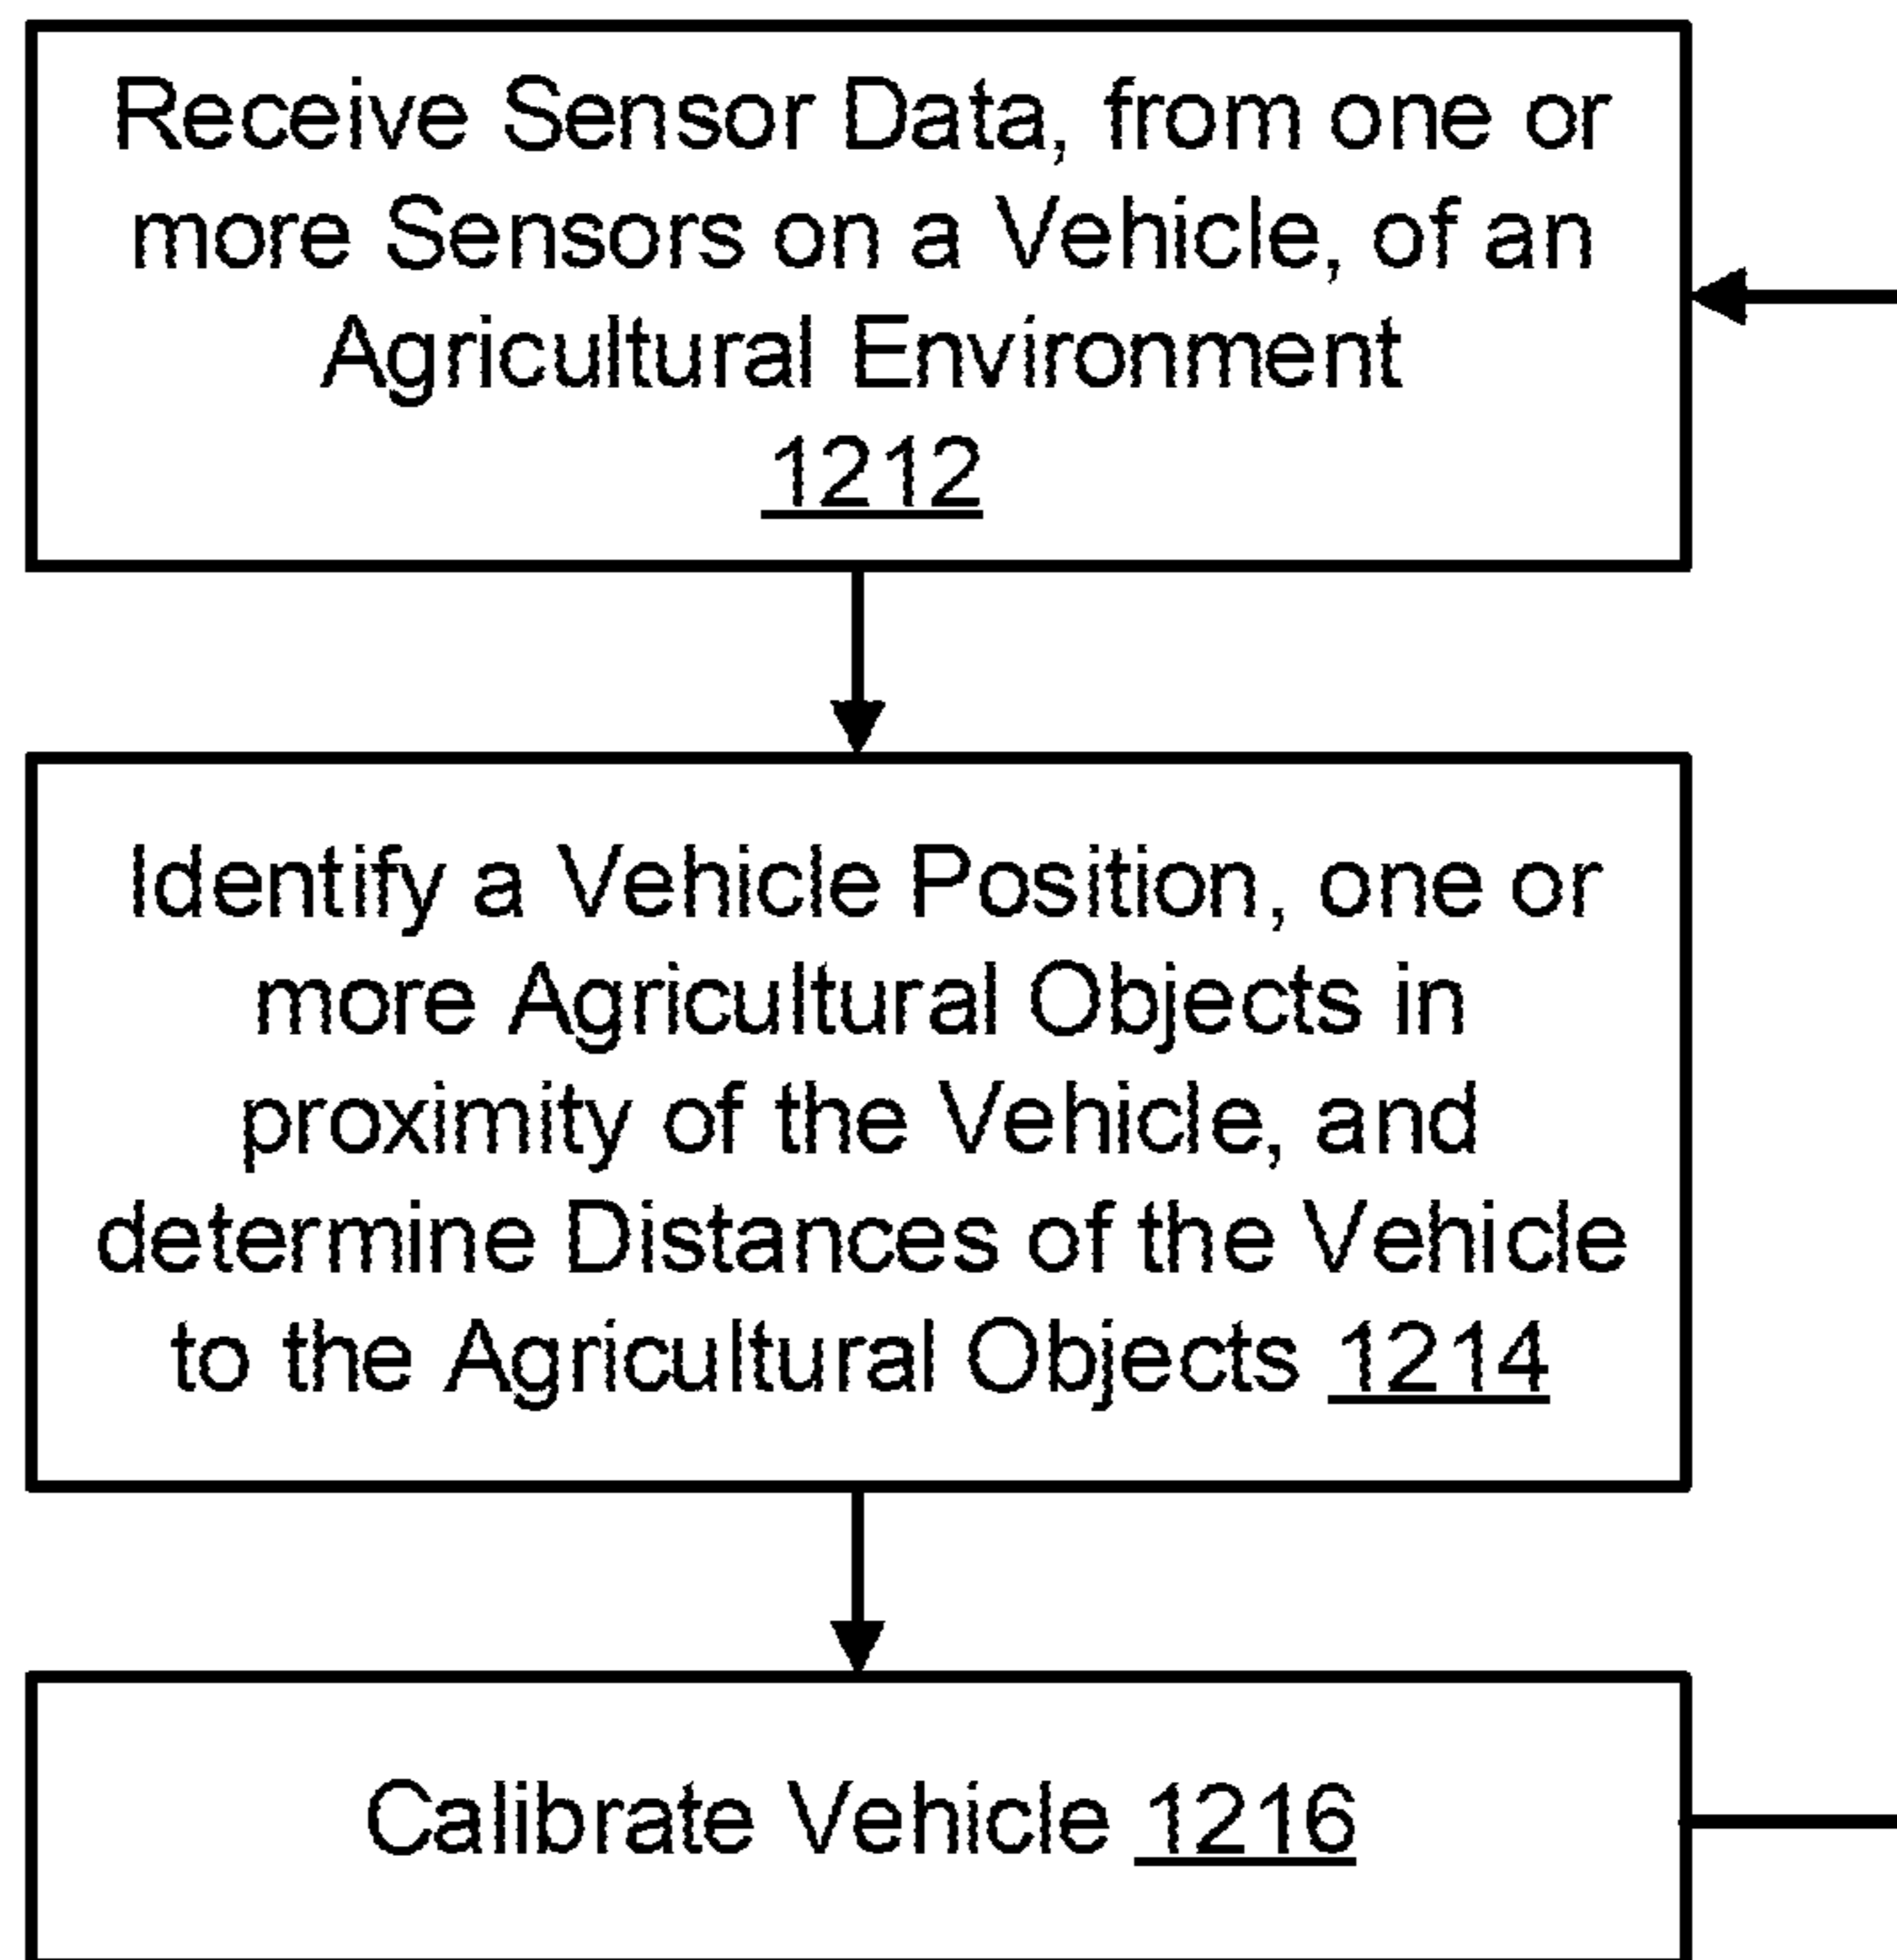 Receive Sensor Data, from one or
more Sensors on a Vehicle, of an
Agricultural Environment
1212
Identify a Vehicle Position, one or
more Agricultural Objects in
proximity of the Vehicle, and
determine Distances of the Vehicle
to the Agricultural Objects 1214
Calibrate Vehicle 1216